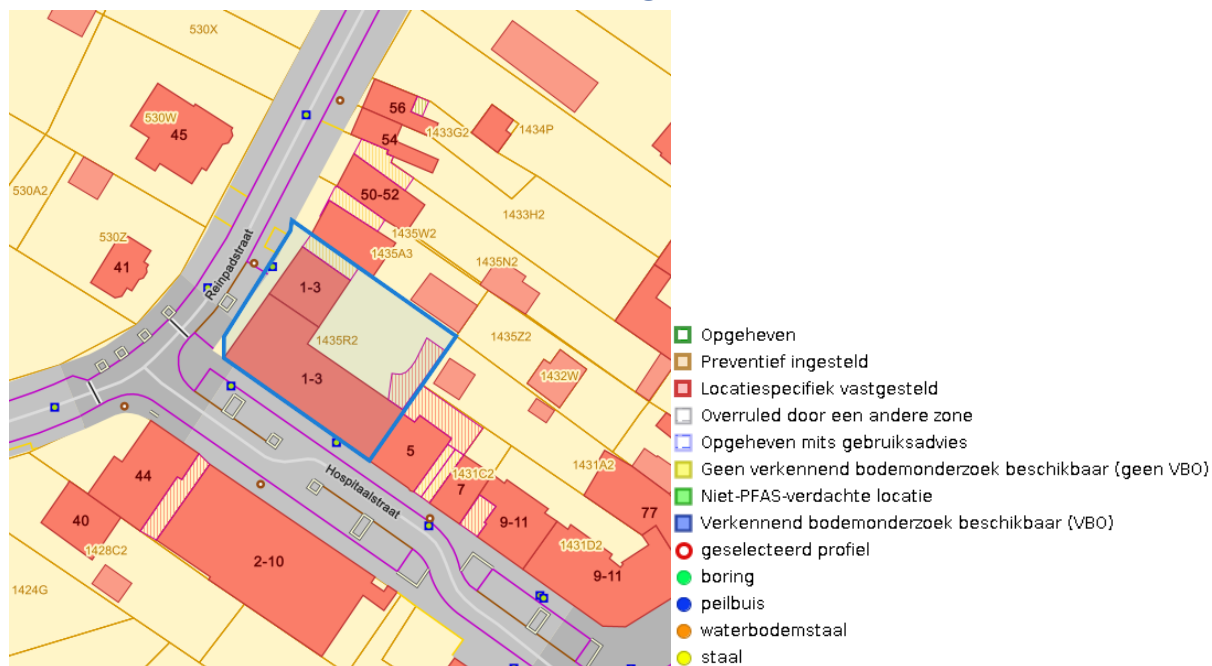 530X
56
530W
45
1433G2
1434P
54
530A2
50-52
1433H2
530Z
1435W2
1435A3
41
Reinpadstraat
1435N2
1-3
1435R2
1435Z2
1-3
1432W
5
1431C2
1431A2
44
Hospitaalstraat
7
77
40
9-11
1428C2
1431D2
2-10
9-11
1424G
Opgeheven
Preventief ingesteld
Locatiespecifiek vastgesteld
Overruled door een andere zone
Opgeheven mits gebruiksadvies
Geen verkennend bodemonderzoek beschikbaar (geen VBO)
Niet-PFAS-verdachte locatie
Verkennend bodemonderzoek beschikbaar (VBO)
geselecteerd profiel
boring
peilbuis
waterbodemstaal
staal